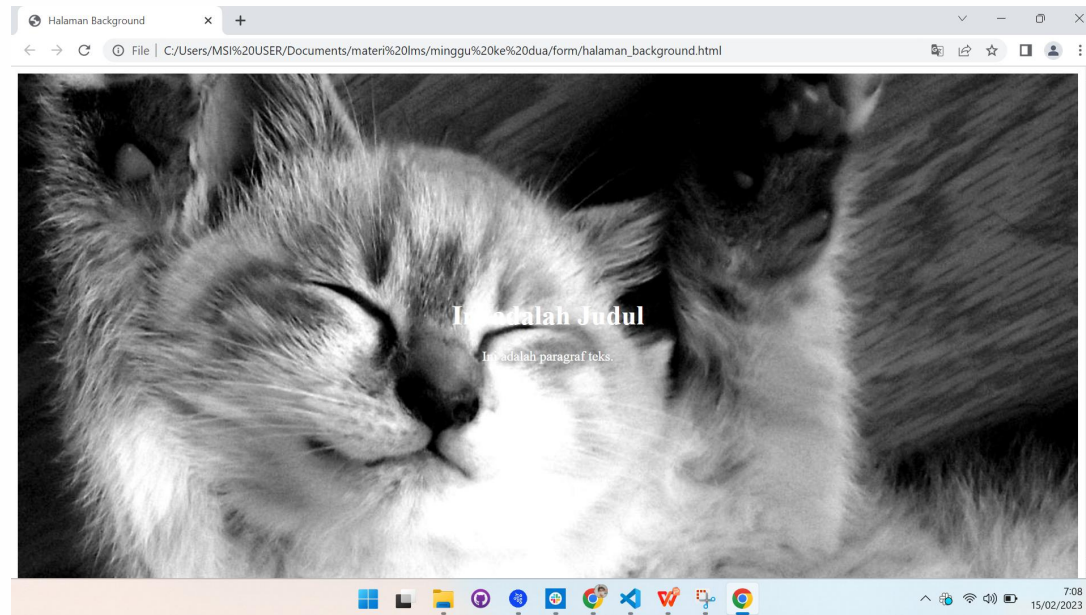 Halaman Background
File | C:/Users/MSI%20USER/Documents/materi%20lms/minggu%20ke%20dua/form/halaman_background.html
Ini adalah Judul
Ini adalah paragraf teks.
7:08
15/02/2023